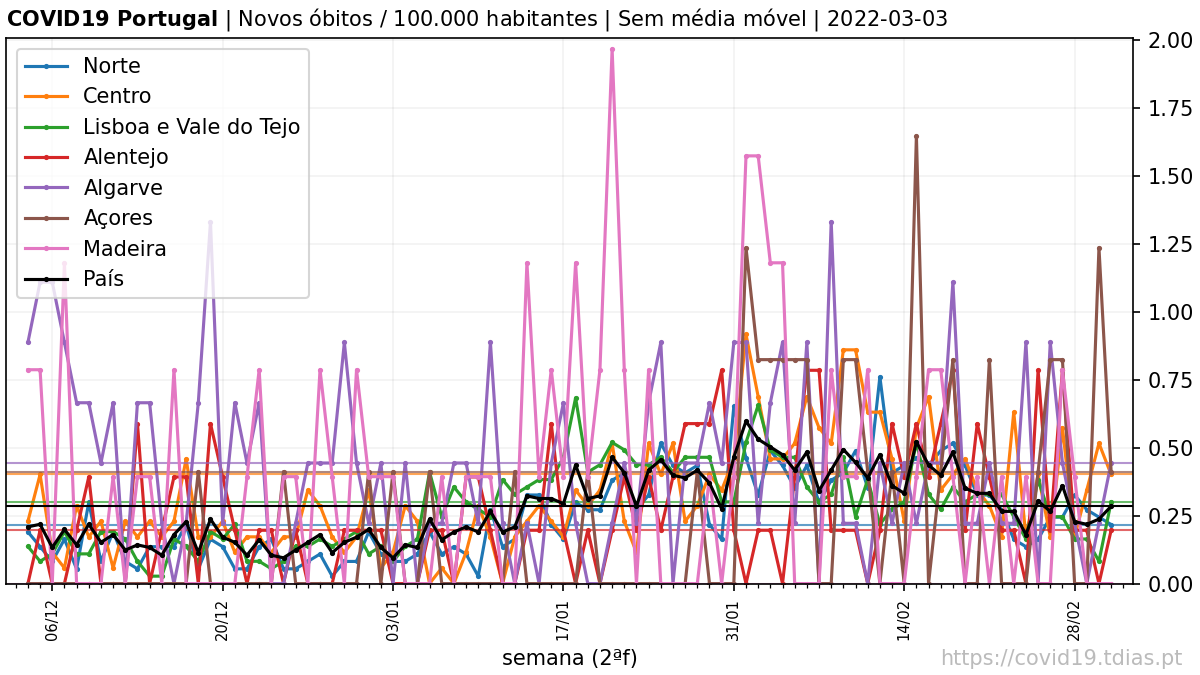 COVID19 Portugal | Novos óbitos / 100.000 habitantes | Sem média móvel | 2022-03-03
Norte
Centro
Lisboa e Vale do Tejo
Alentejo
Algarve
Açores
Madeira
País
2.00
1.75
1.50
1.25
1.00
0.75
0.50
0.25
0.00
06/12
20/12
03/01
17/01
31/01
14/02
28/02
semana (2ªf)
https://covid19.tdias.pt